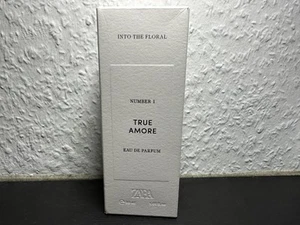 INTO THE FLORAL
NUMBER 1
TRUE
AMORE
EAU DE PARFUM
ZARA